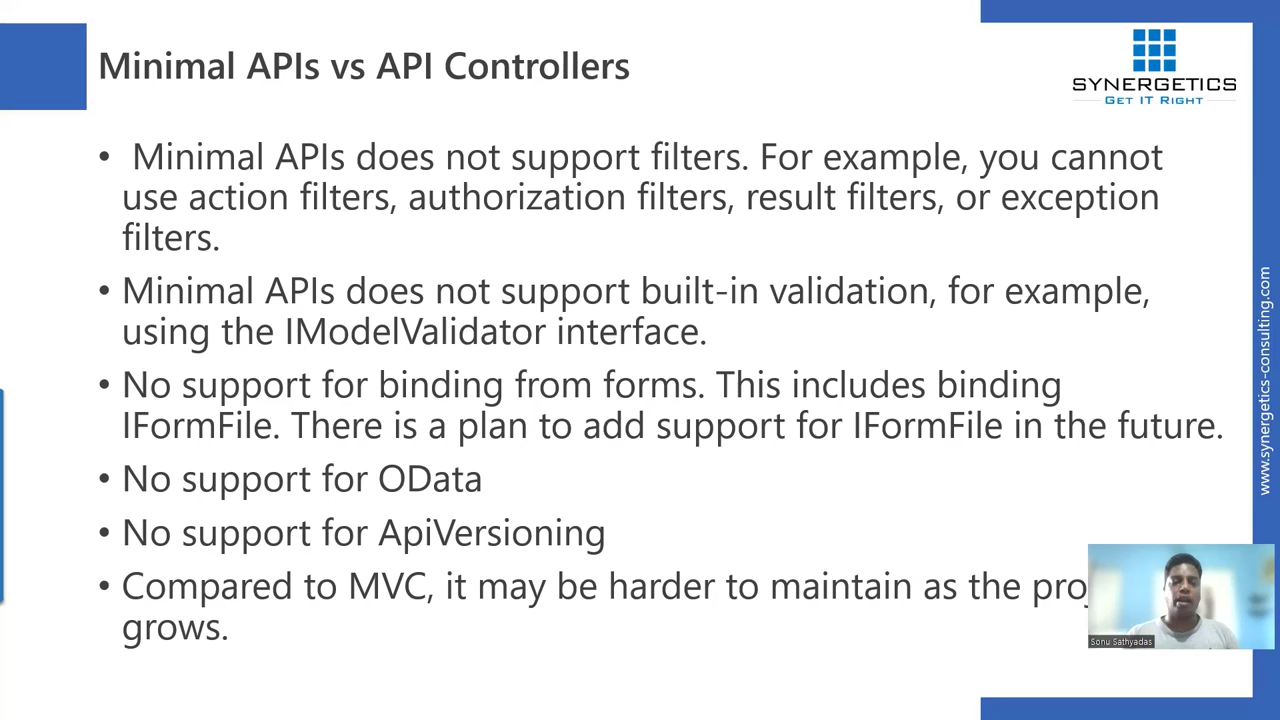 Minimal APIs vs API Controllers
SYNERGETICS
GET IT RIGHT
• Minimal APIs does not support filters. For example, you cannot
use action filters, authorization filters, result filters, or exception
filters.
• Minimal APIs does not support built-in validation, for example,
using the IModelValidator interface.
• No support for binding from forms. This includes binding
IFormFile. There is a plan to add support for IFormFile in the future.
• No support for OData
• No support for ApiVersioning
• Compared to MVC, it may be harder to maintain as the
grows.
www.synergetics-consulting.com
Sonu Sathyadas